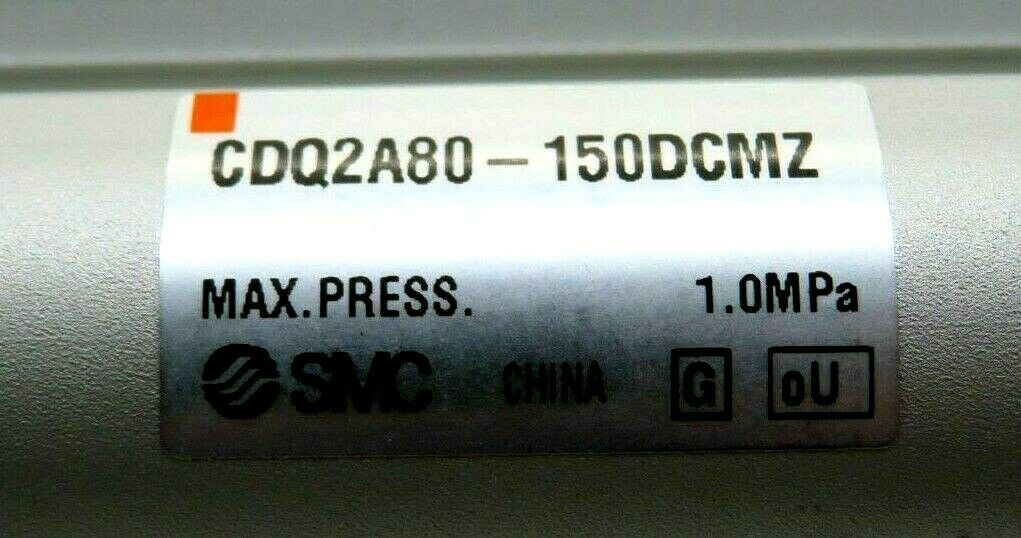 CDQ2A80-150DCMZ
MAX.PRESS. 1.0MPa
SMC CHINA G oU